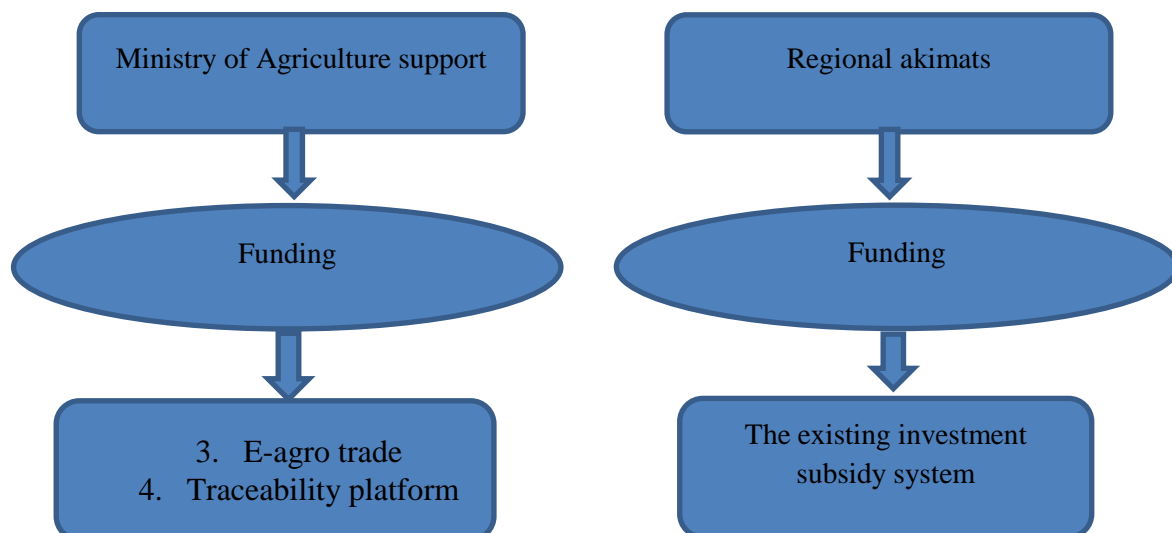 Ministry of Agriculture support
Regional akimats
Funding
Funding
3. E-agro trade
4. Traceability platform
The existing investment
subsidy system